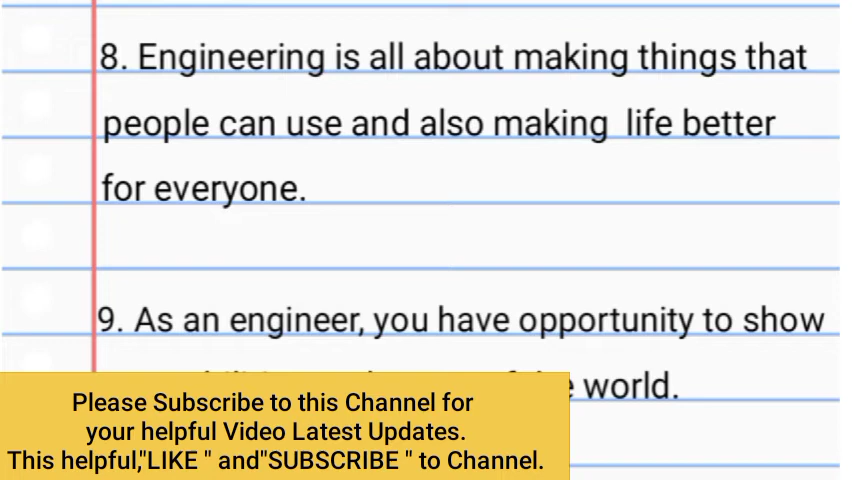 8. Engineering is all about making things that
people can use and also making  life better
for everyone.
9. As an engineer, you have opportunity to show
world.
Please Subscribe to this Channel for
your helpful Video Latest Updates.
This helpful,"LIKE " and"SUBSCRIBE " to Channel.